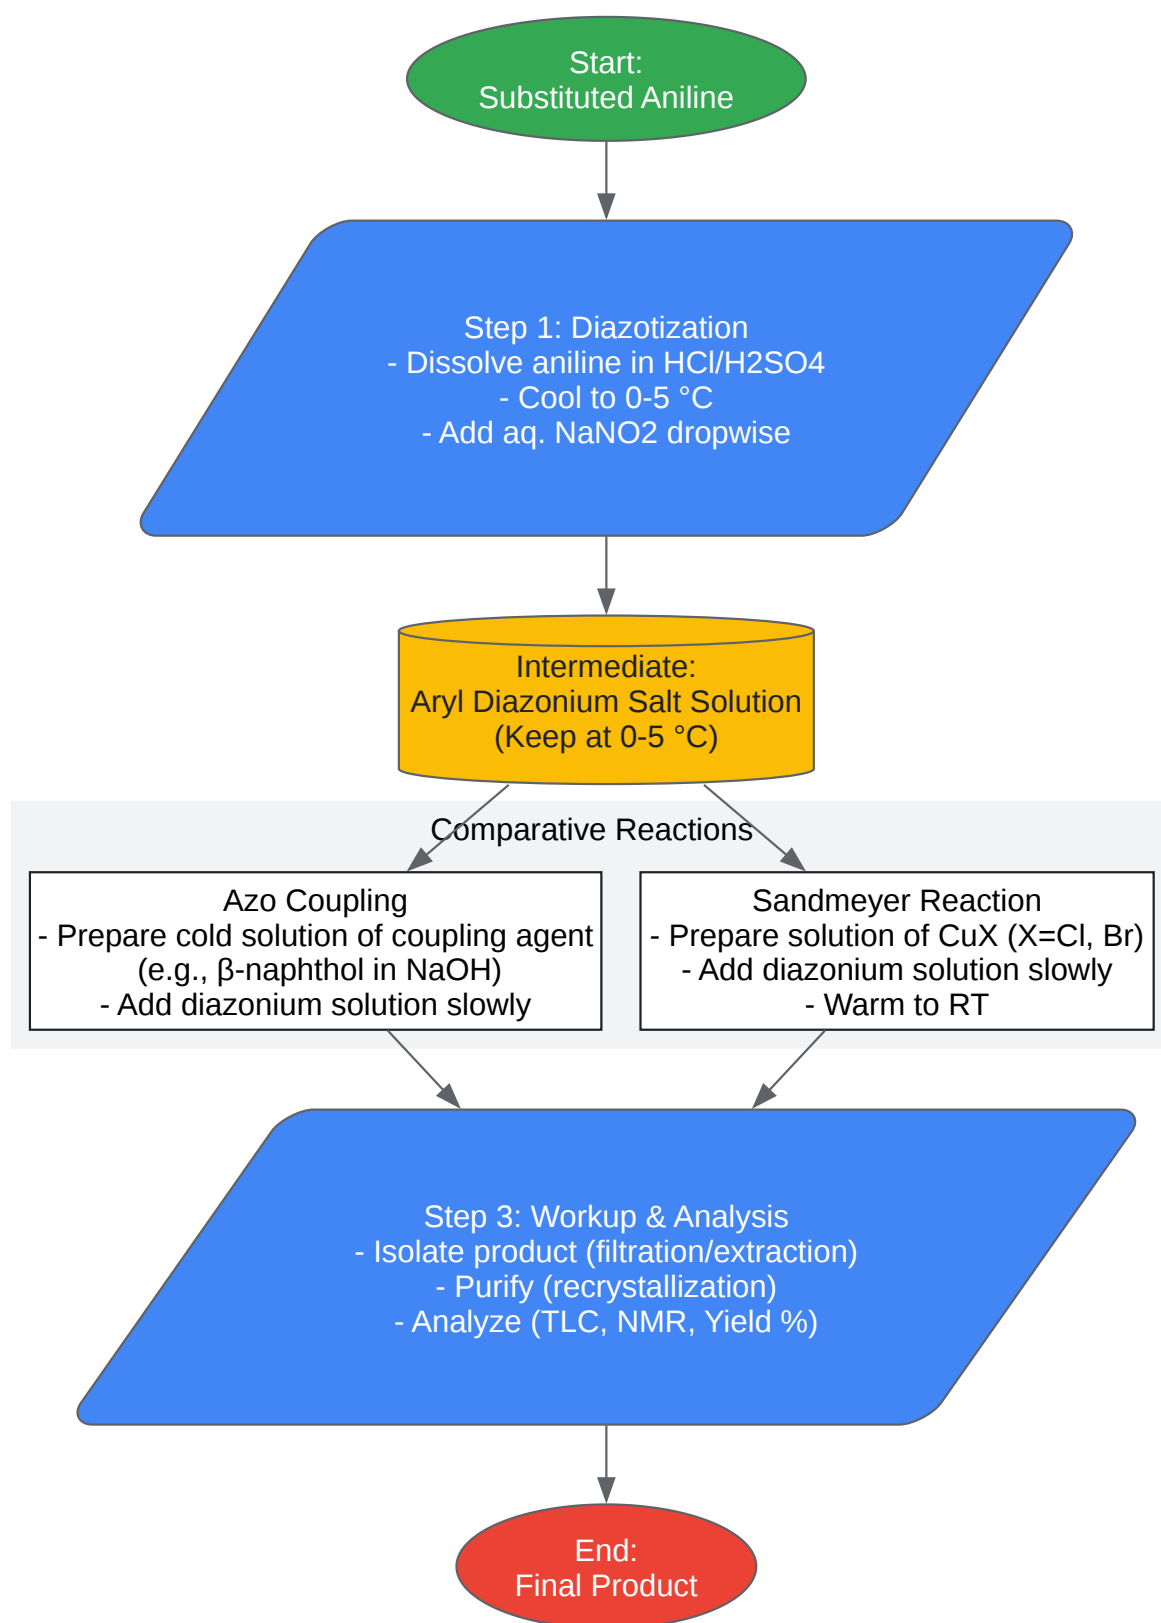 Start:
Substituted Aniline
Step 1: Diazotization
- Dissolve aniline in HCl/H2SO4
- Cool to 0-5 °C
- Add aq. NaNO2 dropwise
Intermediate:
Aryl Diazonium Salt Solution
(Keep at 0-5 °C)
Comparative Reactions
Azo Coupling
- Prepare cold solution of coupling agent
(e.g., β-naphthol in NaOH)
- Add diazonium solution slowly
Sandmeyer Reaction
- Prepare solution of CuX (X=Cl, Br)
- Add diazonium solution slowly
- Warm to RT
Step 3: Workup & Analysis
- Isolate product (filtration/extraction)
- Purify (recrystallization)
- Analyze (TLC, NMR, Yield %)
End:
Final Product